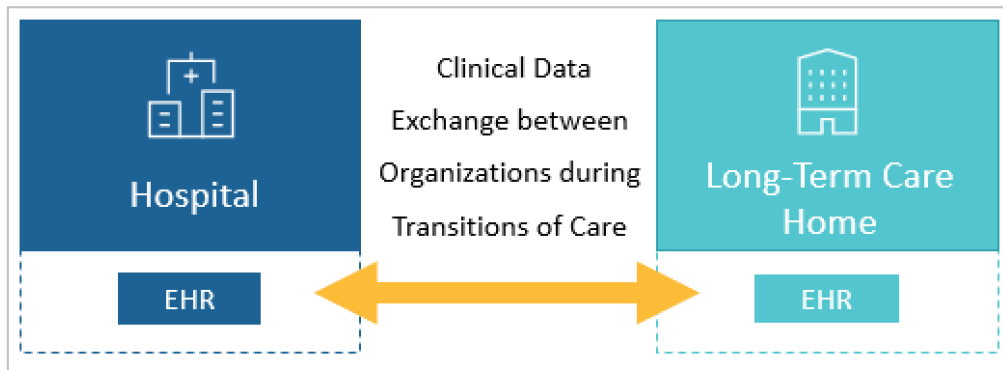 Hospital
EHR
Clinical Data
Exchange between
Organizations during
Transitions of Care
Long-Term Care
Home
EHR